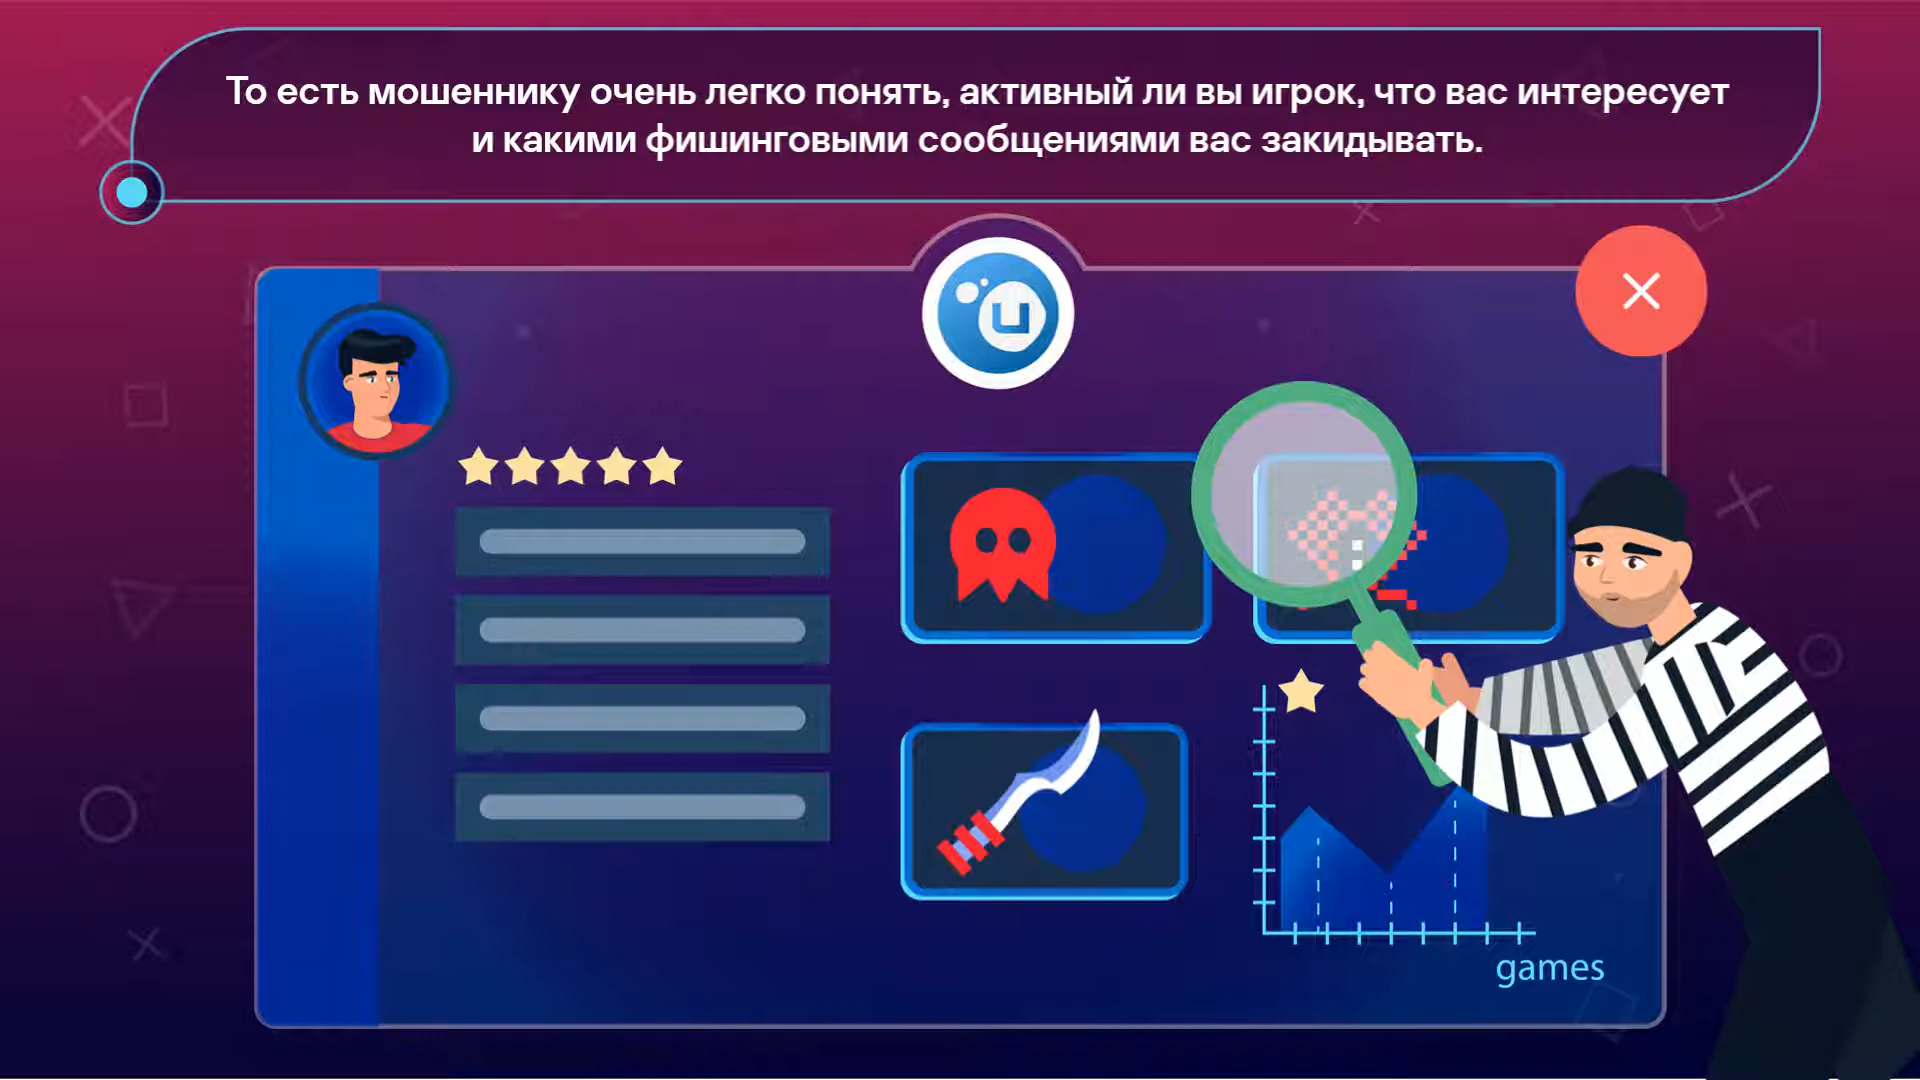 То есть мошеннику очень легко понять, активный ли вы игрок, что вас интересует
и какими фишинговыми сообщениями вас закидывать.
u
games